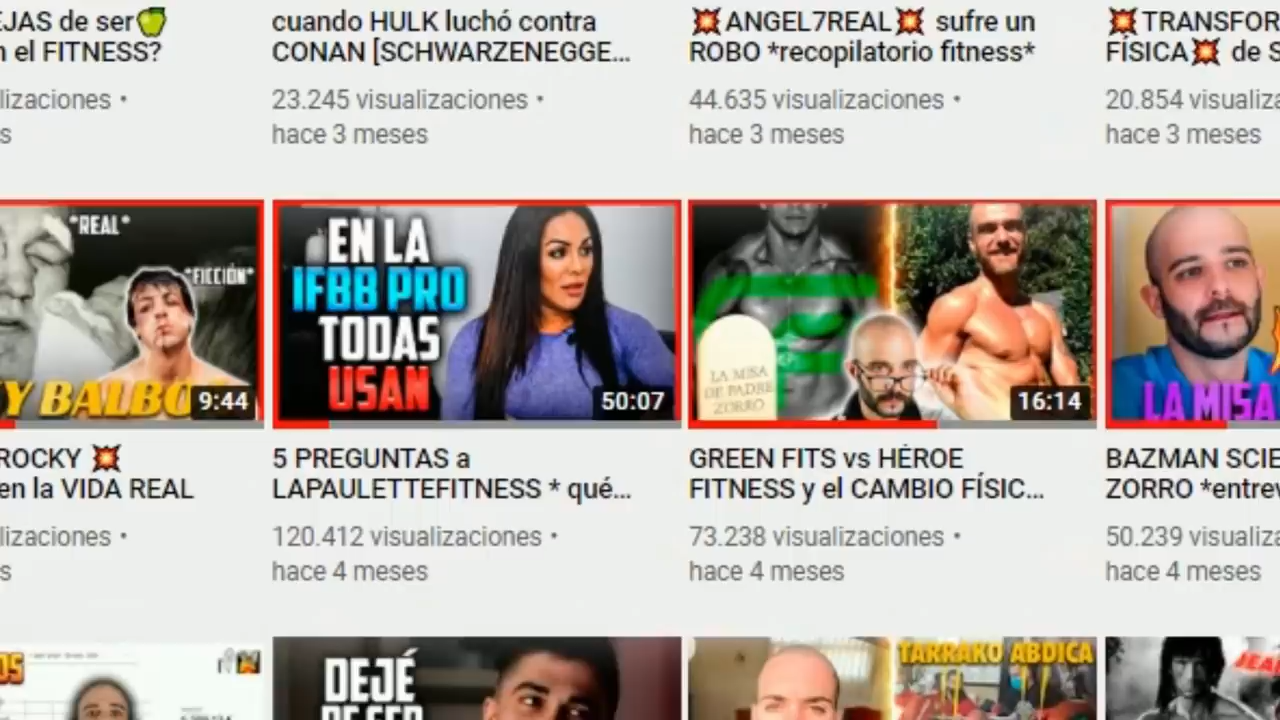 EJAS de ser🍏
n el FITNESS?
lizaciones •
s
cuando HULK luchó contra
CONAN [SCHWARZENEGGE...
23.245 visualizaciones •
hace 3 meses
💥ANGEL7REAL💥 sufre un
ROBO *recopilatorio fitness*
44.635 visualizaciones •
hace 3 meses
💥TRANSFOR
FÍSICA💥 de S
20.854 visualiza
hace 3 meses
*REAL*
*FICCIÓN*
Y BALBO
9:44
EN LA
IFBB PRO
TODAS
USAN
50:07
LA MISA
DE PADRE
ZORRO
16:14
LA MISA
ROCKY 💥
en la VIDA REAL
lizaciones •
s
5 PREGUNTAS a
LAPAULETTEFITNESS * qué...
120.412 visualizaciones •
hace 4 meses
GREEN FITS vs HÉROE
FITNESS y el CAMBIO FÍSIC...
73.238 visualizaciones •
hace 4 meses
BAZMAN SCIE
ZORRO *entrev
50.239 visualiza
hace 4 meses
OS
DEJÉ
DE SER
TARRAKO ABDICA
JEAN